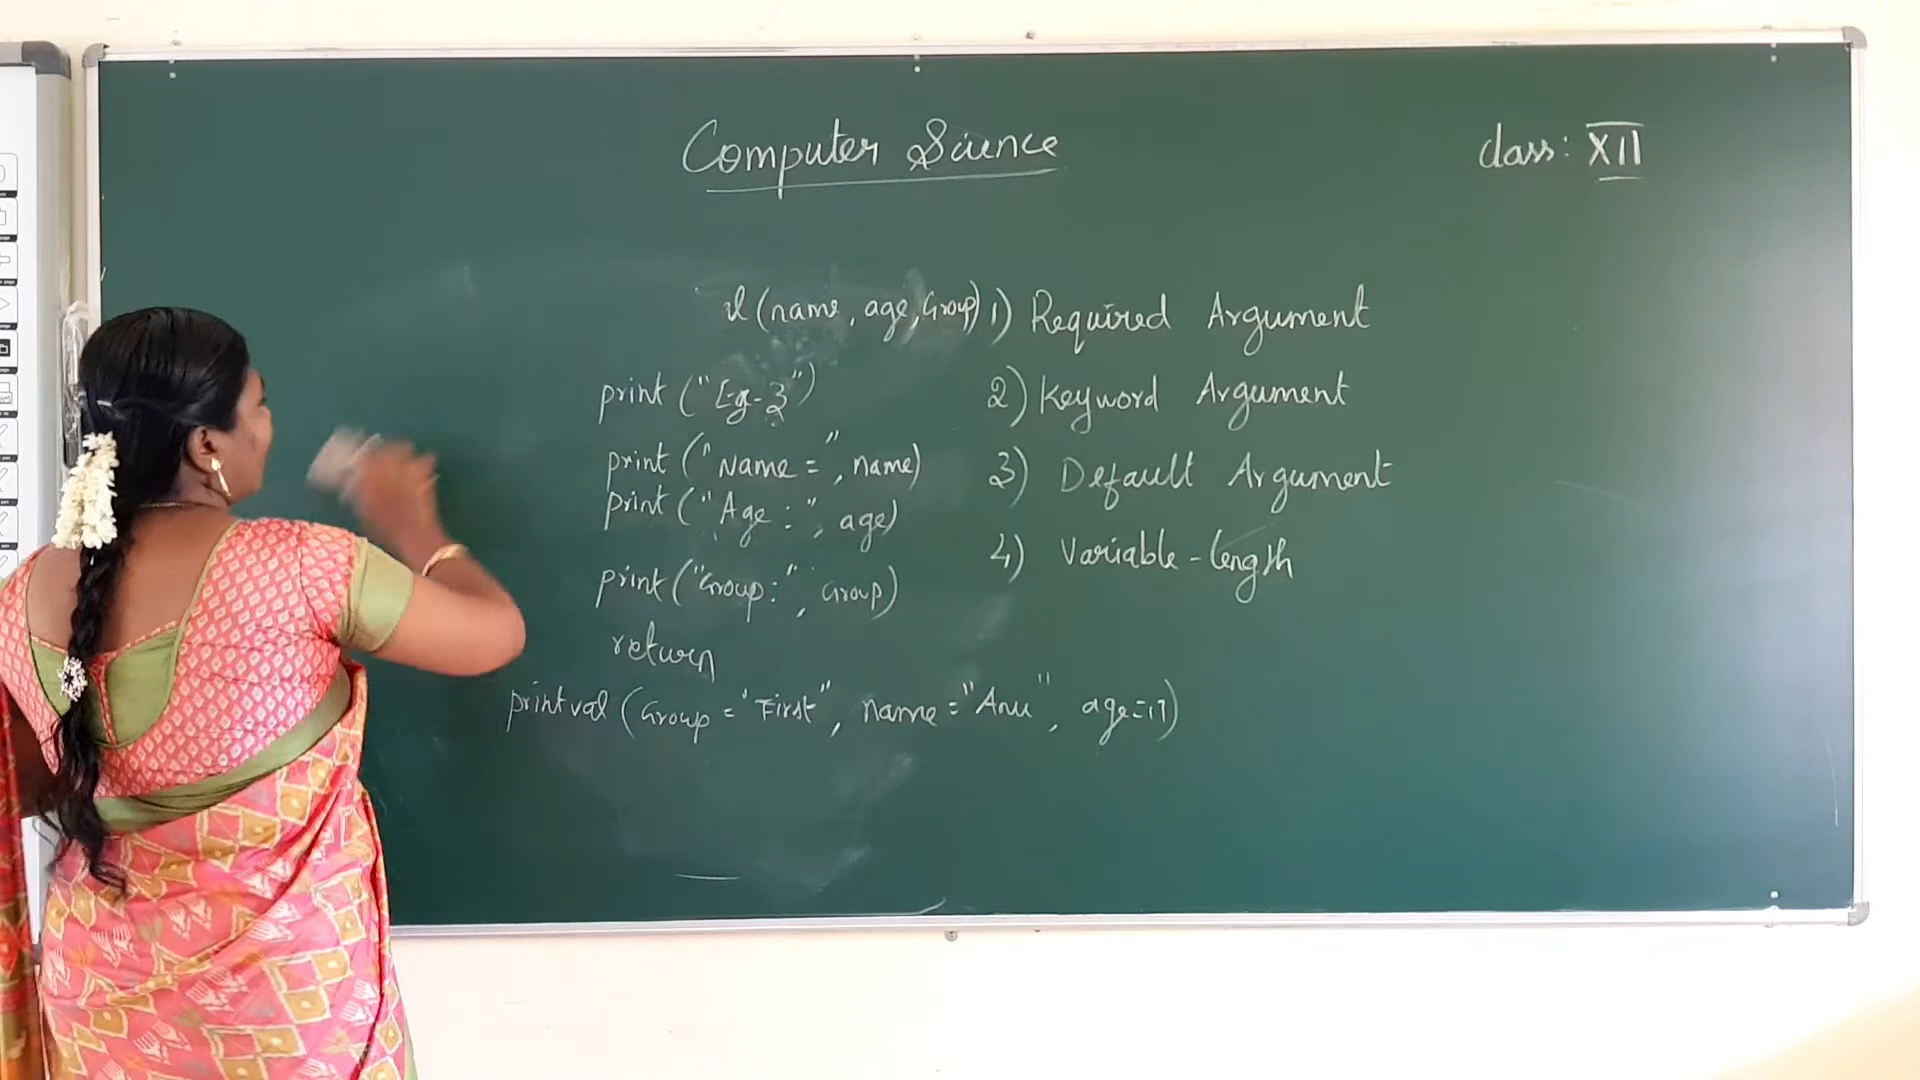 Computer Science
class: XII
l (name, age, Group)
print ("Eg-3")
print ("Name =", name)
print ("Age :", age)
print ("Group:", Group)
return
printval (Group = 'First", name = "Anu", age=17)
1) Required Argument
2) Keyword Argument
3) Default Argument
4) Variable-length